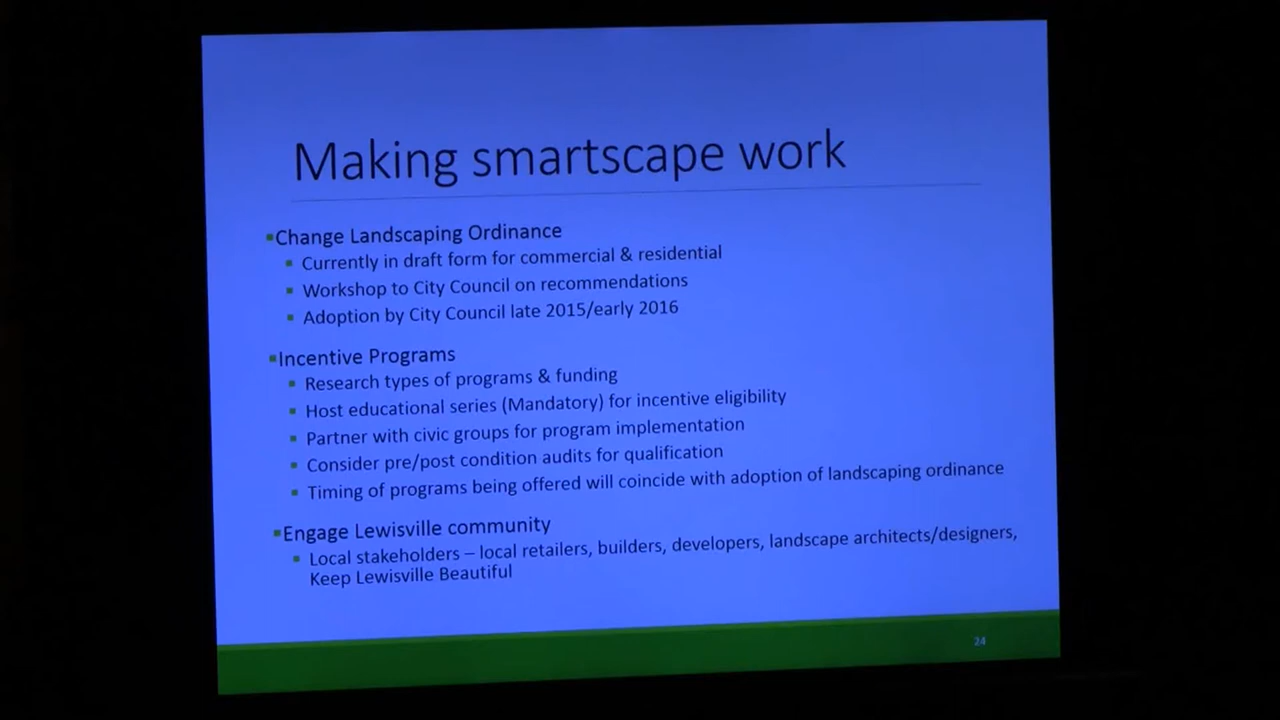 Making smartscape work
▪Change Landscaping Ordinance
▪ Currently in draft form for commercial & residential
▪ Workshop to City Council on recommendations
▪ Adoption by City Council late 2015/early 2016
▪Incentive Programs
▪ Research types of programs & funding
▪ Host educational series (Mandatory) for incentive eligibility
▪ Partner with civic groups for program implementation
▪ Consider pre/post condition audits for qualification
▪ Timing of programs being offered will coincide with adoption of landscaping ordinance
▪Engage Lewisville community
▪ Local stakeholders – local retailers, builders, developers, landscape architects/designers,
Keep Lewisville Beautiful
24